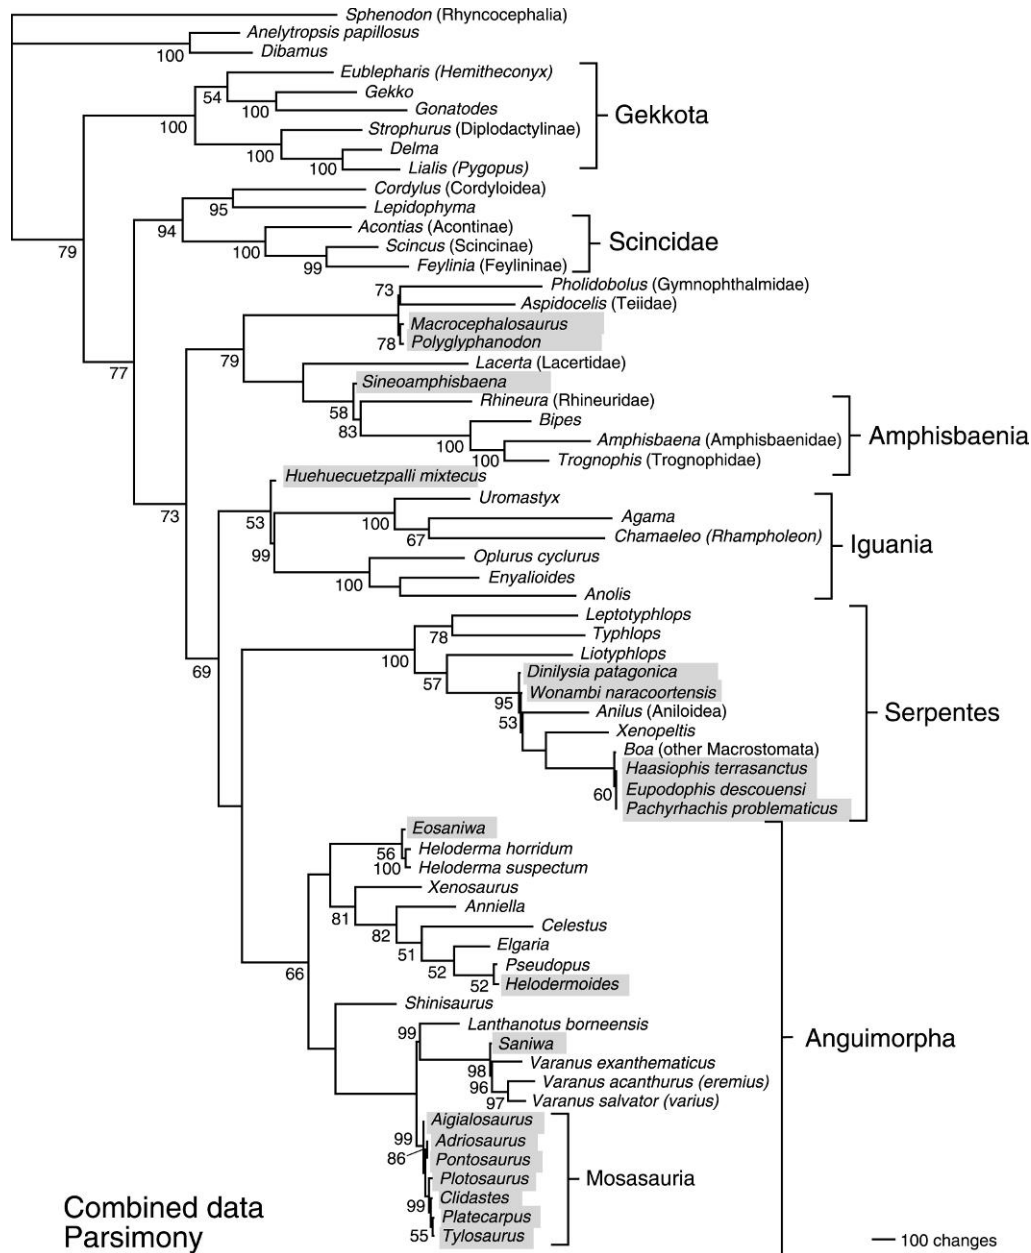 Sphenodon (Rhyncocephalia)
Anelytropsis papillosus
100
Dibamus
Eublepharis (Hemitheconyx)
54
Gekko
100
Gonatodes
Gekkota
100
Strophurus (Diplodactylinae)
100
Delma
100
Lialis (Pygopus)
Cordylus (Cordyloidea)
95
Lepidophyma
94
Acontias (Acontinae)
79
100
Scincus (Scincinae)
Scincidae
99
Feylinia (Feylininae)
73
Pholidobolus (Gymnophthalmidae)
Aspidocelis (Teiidae)
Macrocephalosaurus
78
Polyglyphanodon
79
77
Lacerta (Lacertidae)
Sineoamphisbaena
58
Rhineura (Rhineuridae)
83
Bipes
100
Amphisbaena (Amphisbaenidae)
Amphisbaenia
100
Trognophis (Trognophidae)
Huehuecuetzpalli mixtecus
73
53
Uromastyx
100
Agama
67
Chamaeleo (Rhampholeon)
Iguania
99
Oplurus cyclurus
100
Enyalioides
Anolis
Leptotyphlops
78
Typhlops
69
100
Liotyphlops
57
Dinilysia patagonica
Wonambi naracoortensis
95
Anilus (Aniloidea)
Serpentes
53
Xenopeltis
Boa (other Macrostomata)
Haasiophis terrasanctus
60
Eupodophis descouensi
Pachyrhachis problematicus
Eosaniwa
56
Heloderma horridum
100
Heloderma suspectum
Xenosaurus
81
Anniella
82
Celestus
51
Elgaria
52
Pseudopus
66
52
Helodermoides
Shinisaurus
99
Lanthanotus borneensis
Anguimorpha
Saniwa
98
Varanus exanthematicus
96
Varanus acanthurus (eremius)
97
Varanus salvator (varius)
Aigialosaurus
99
Adriosaurus
86
Pontosaurus
Plotosaurus
Mosasauria
99
Clidastes
Platecarpus
55
Tylosaurus
Combined data
Parsimony
100 changes